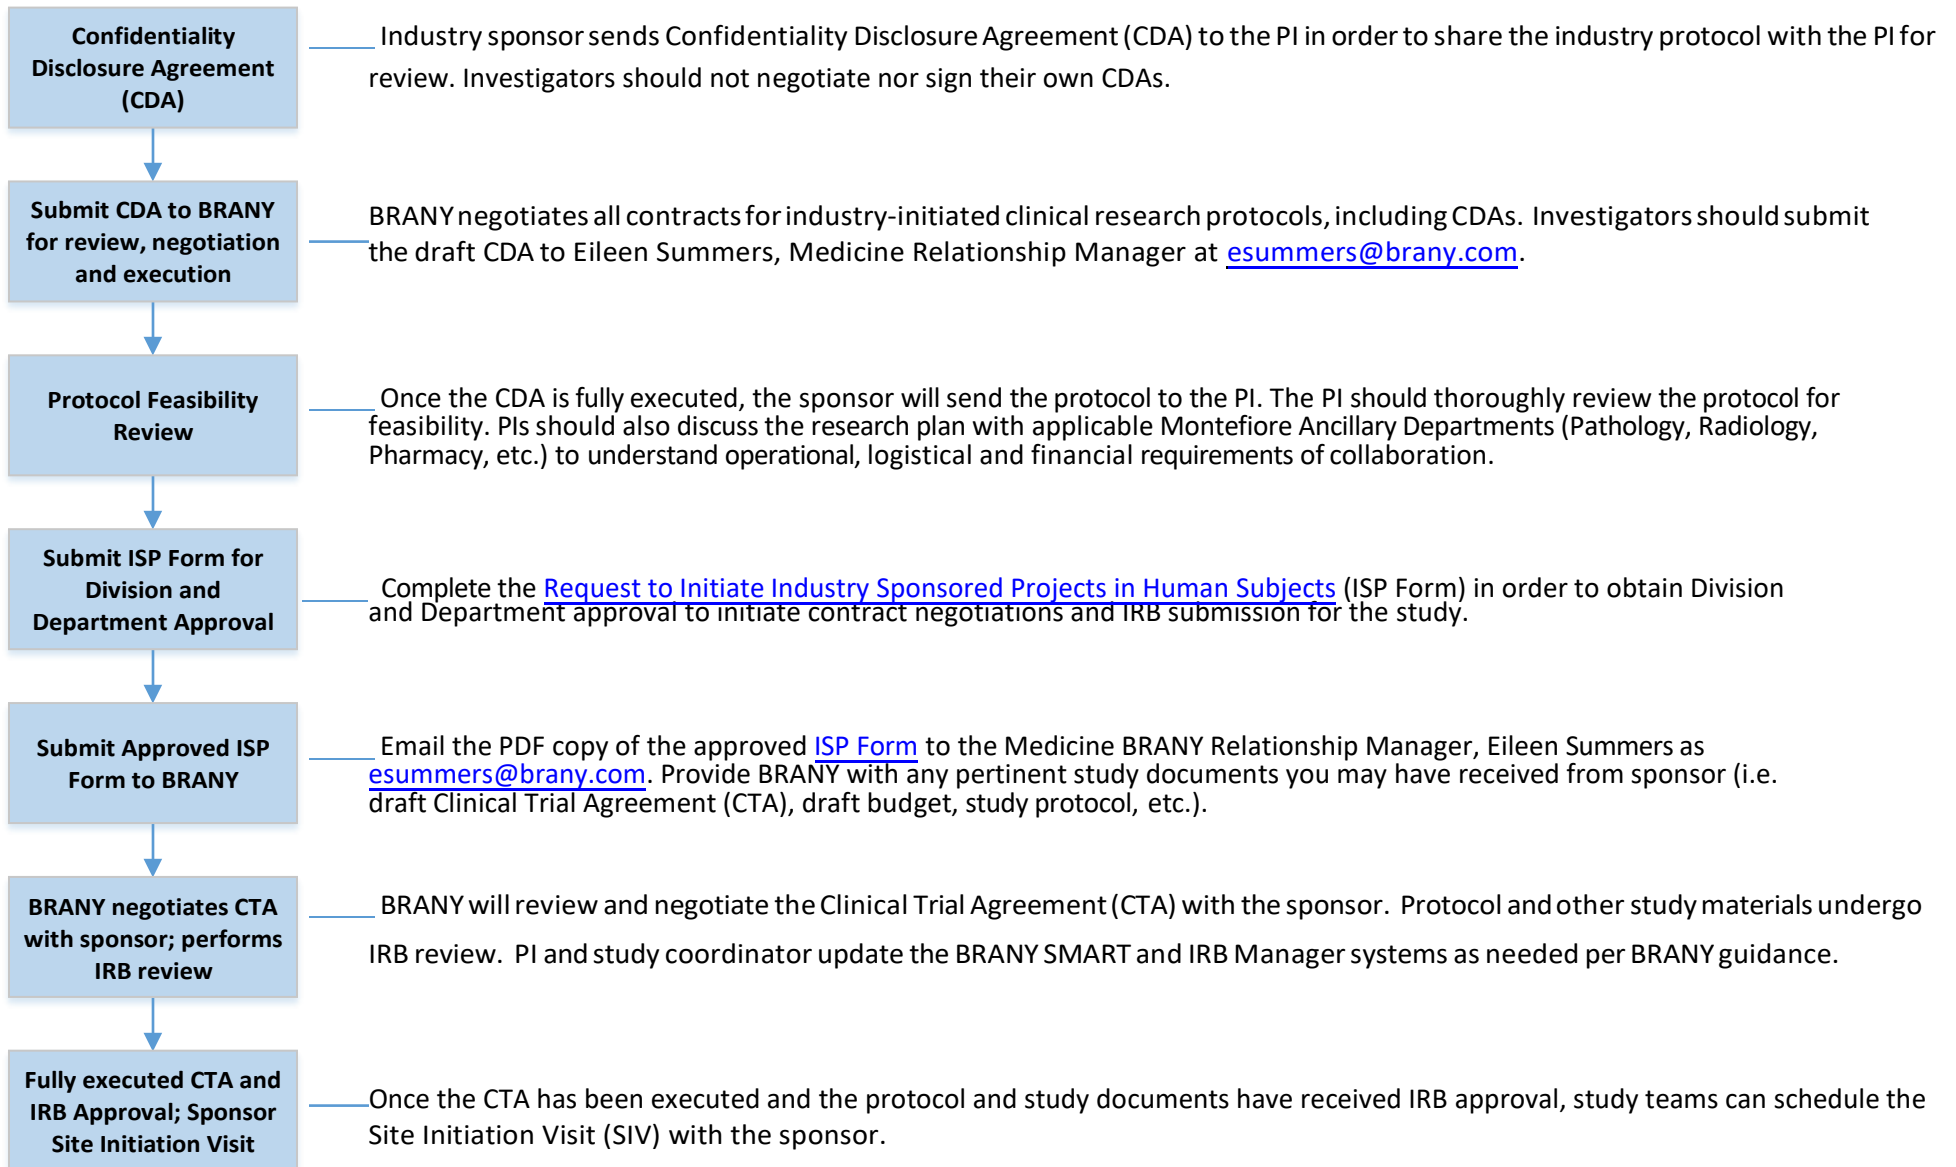 Confidentiality
Disclosure Agreement
(CDA)
Industry sponsor sends Confidentiality Disclosure Agreement (CDA) to the PI in order to share the industry protocol with the PI for
review. Investigators should not negotiate nor sign their own CDAs.
Submit CDA to BRANY
for review, negotiation
and execution
BRANY negotiates all contracts for industry-initiated clinical research protocols, including CDAs. Investigators should submit
the draft CDA to Eileen Summers, Medicine Relationship Manager at esummers@brany.com.
Protocol Feasibility
Review
Once the CDA is fully executed, the sponsor will send the protocol to the PI. The PI should thoroughly review the protocol for
feasibility. PIs should also discuss the research plan with applicable Montefiore Ancillary Departments (Pathology, Radiology,
Pharmacy, etc.) to understand operational, logistical and financial requirements of collaboration.
Submit ISP Form for
Division and
Department Approval
Complete the Request to Initiate Industry Sponsored Projects in Human Subjects (ISP Form) in order to obtain Division
and Department approval to initiate contract negotiations and IRB submission for the study.
Submit Approved ISP
Form to BRANY
Email the PDF copy of the approved ISP Form to the Medicine BRANY Relationship Manager, Eileen Summers as
esummers@brany.com. Provide BRANY with any pertinent study documents you may have received from sponsor (i.e.
draft Clinical Trial Agreement (CTA), draft budget, study protocol, etc.).
BRANY negotiates CTA
with sponsor; performs
IRB review
BRANY will review and negotiate the Clinical Trial Agreement (CTA) with the sponsor. Protocol and other study materials undergo
IRB review. PI and study coordinator update the BRANY SMART and IRB Manager systems as needed per BRANY guidance.
Fully executed CTA and
IRB Approval; Sponsor
Site Initiation Visit
Once the CTA has been executed and the protocol and study documents have received IRB approval, study teams can schedule the
Site Initiation Visit (SIV) with the sponsor.